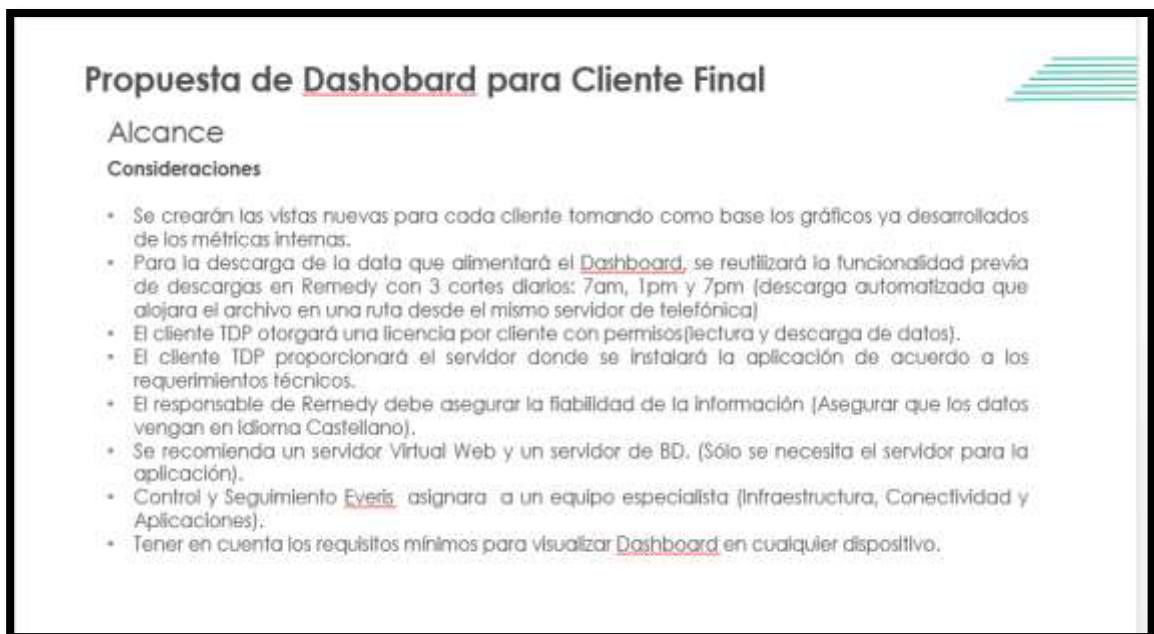 Propuesta de Dashobard para Cliente Final
Alcance
Consideraciones
• Se crearán las vistas nuevas para cada cliente tomando como base los gráficos ya desarrollados
de los métricas internas.
• Para la descarga de la data que alimentará el Dashboard, se reutilizará la funcionalidad previa
de descargas en Remedy con 3 cortes diarios: 7am, 1pm y 7pm (descarga automatizada que
alojara el archivo en una ruta desde el mismo servidor de telefónica)
• El cliente TDP otorgará una licencia por cliente con permisos(lectura y descarga de datos).
• El cliente TDP proporcionará el servidor donde se instalará la aplicación de acuerdo a los
requerimientos técnicos.
• El responsable de Remedy debe asegurar la fiabilidad de la información (Asegurar que los datos
vengan en idioma Castellano).
• Se recomienda un servidor Virtual Web y un servidor de BD. (Sólo se necesita el servidor para la
aplicación).
• Control y Seguimiento Everis asignara a un equipo especialista (Infraestructura, Conectividad y
Aplicaciones).
• Tener en cuenta los requisitos mínimos para visualizar Dashboard en cualquier dispositivo.